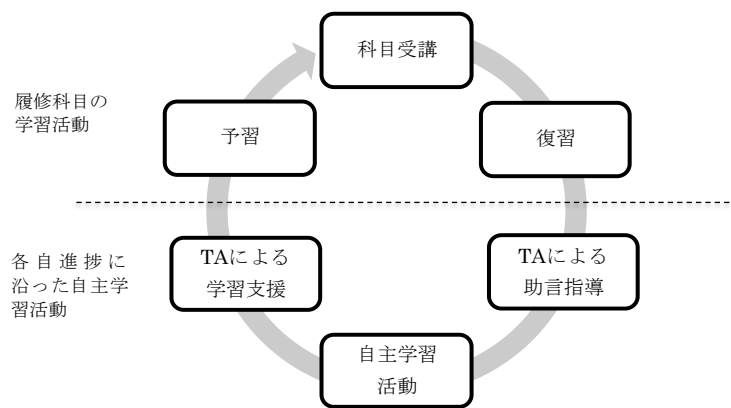 科目受講
履修科目の
学習活動
予習
復習
各自進捗に
沿った自主学
習活動
TAによる
学習支援
TAによる
助言指導
自主学習
活動